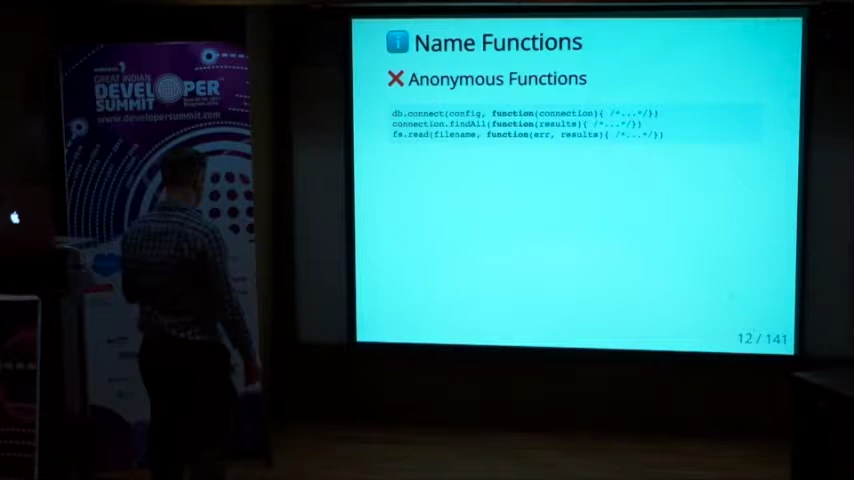 GREAT INDIAN
DEVELOPER
SUMMIT
www.developersummit.com
Name Functions
Anonymous Functions
db.connect(config, function(connection){ /*...*/})
connection.findAll(function(results){ /*...*/})
fs.read(filename, function(err, results){ /*...*/})
12 / 141